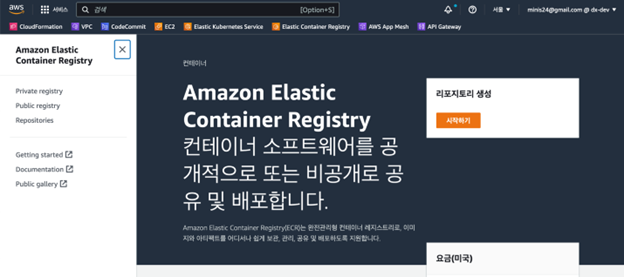 aws
서비스
검색
[Option+S]
서울 ▼
minis24@gmail.com @ dx-dev ▼
CloudFormation
VPC
CodeCommit
EC2
Elastic Kubernetes Service
Elastic Container Registry
AWS App Mesh
API Gateway
Amazon Elastic
Container Registry
Private registry
Public registry
Repositories
Getting started
Documentation
Public gallery
컨테이너
Amazon Elastic
Container Registry
컨테이너 소프트웨어를 공
개적으로 또는 비공개로 공
유 및 배포합니다.
Amazon Elastic Container Registry(ECR)는 완전관리형 컨테이너 레지스트리로, 이미
지와 아티팩트를 어디서나 쉽게 보관, 관리, 공유 및 배포하도록 지원합니다.
리포지토리 생성
시작하기
요금(미국)